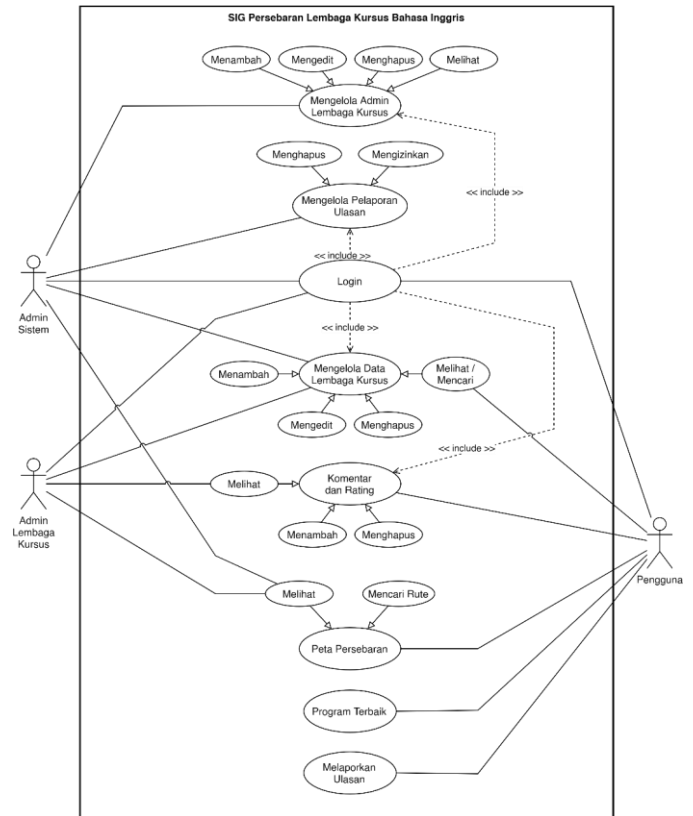 SIG Persebaran Lembaga Kursus Bahasa Inggris
Menambah
Mengedit
Menghapus
Melihat
Mengelola Admin
Lembaga Kursus
Menghapus
Mengizinkan
<< include >>
Mengelola Pelaporan
Ulasan
<< include >>
Login
Admin
Sistem
<< include >>
Mengelola Data
Lembaga Kursus
Menambah
Melihat /
Mencari
Mengedit
Menghapus
<< include >>
Melihat
Komentar
dan Rating
Admin
Lembaga
Kursus
Menambah
Menghapus
Pengguna
Melihat
Mencari Rute
Peta Persebaran
Program Terbaik
Melaporkan
Ulasan